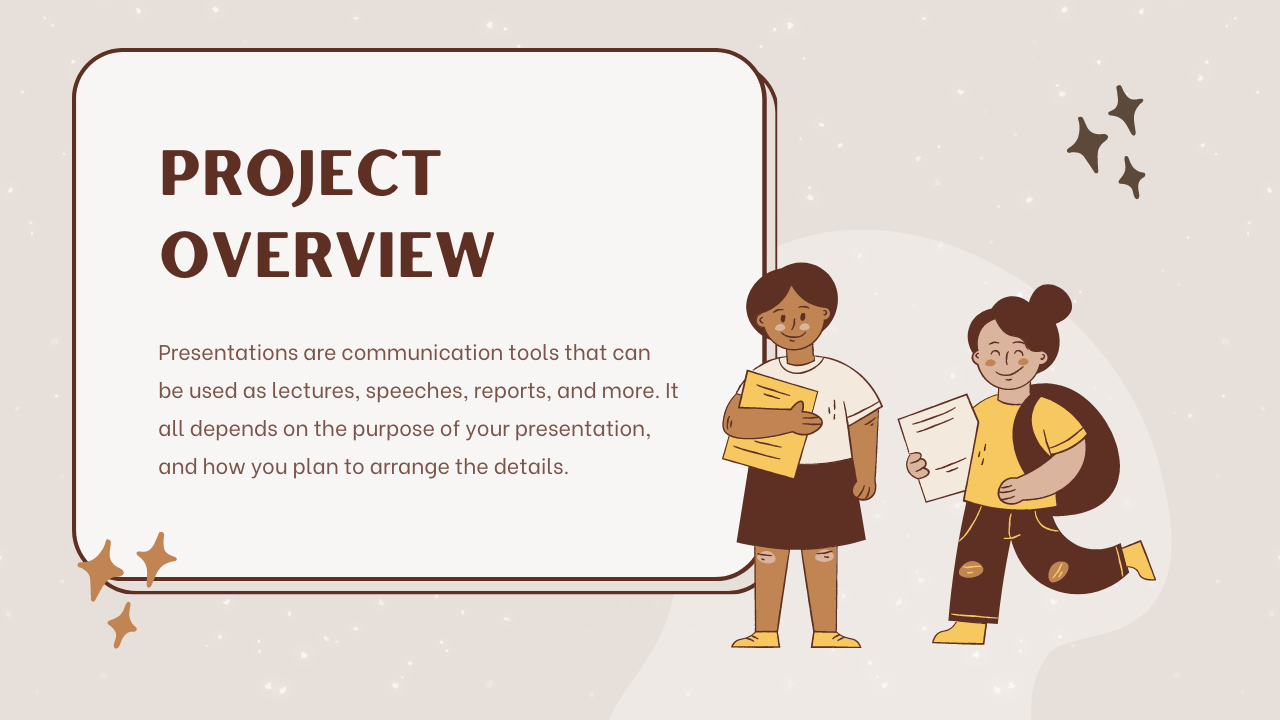 PROJECT
OVERVIEW
Presentations are communication tools that can
be used as lectures, speeches, reports, and more. It
all depends on the purpose of your presentation,
and how you plan to arrange the details.